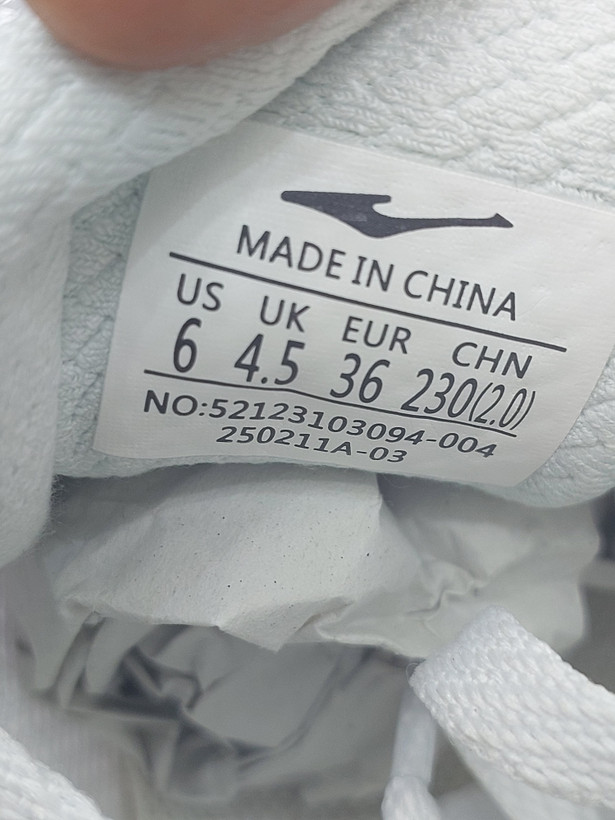 MADE IN CHINA
US UK EUR CHN
6 4.5 36 230(2.0)
NO:52123103094-004
250211A-03